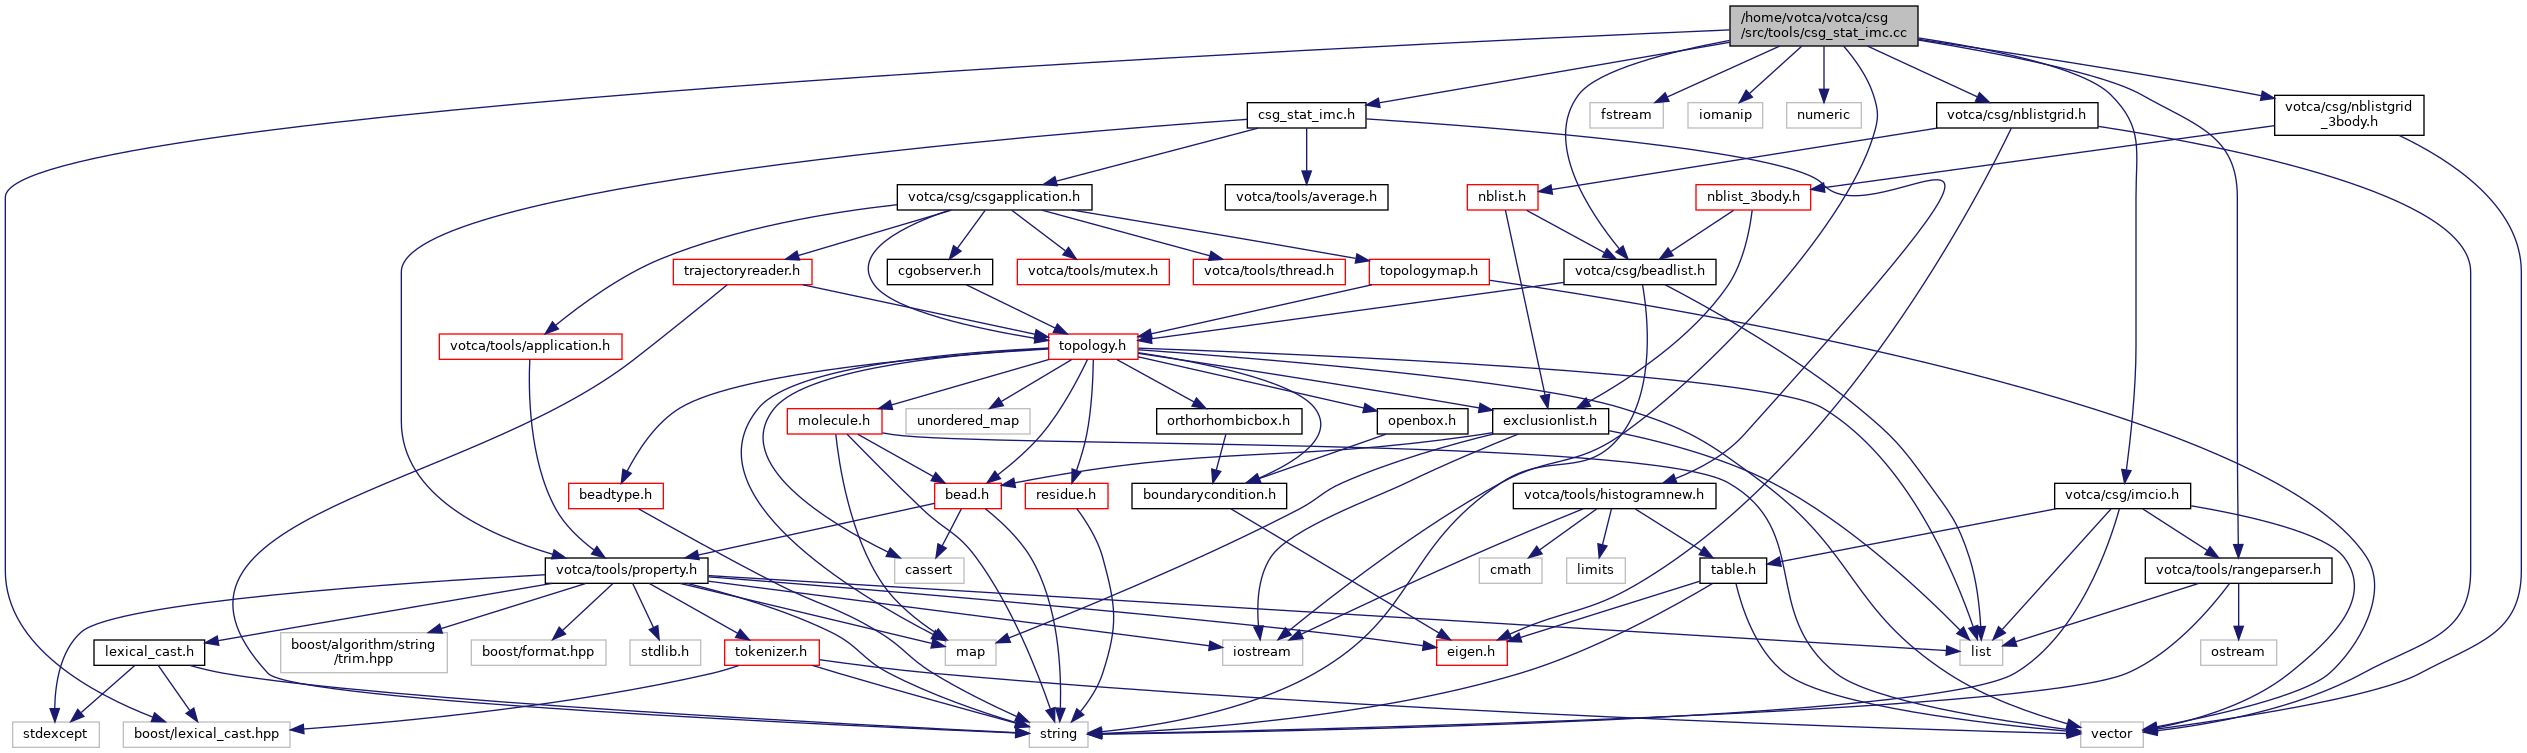 /home/votca/votca/csg
/src/tools/csg_stat_imc.cc
csg_stat_imc.h
fstream
iomanip
numeric
votca/csg/nblistgrid.h
votca/csg/nblistgrid
_3body.h
votca/csg/csgapplication.h
votca/tools/average.h
nblist.h
nblist_3body.h
trajectoryreader.h
cgobserver.h
votca/tools/mutex.h
votca/tools/thread.h
topologymap.h
votca/csg/beadlist.h
votca/tools/application.h
topology.h
molecule.h
unordered_map
orthorhombicbox.h
openbox.h
exclusionlist.h
beadtype.h
bead.h
residue.h
boundarycondition.h
votca/tools/histogramnew.h
votca/csg/imcio.h
votca/tools/property.h
cassert
cmath
limits
table.h
votca/tools/rangeparser.h
lexical_cast.h
boost/algorithm/string
/trim.hpp
boost/format.hpp
stdlib.h
tokenizer.h
map
iostream
eigen.h
list
ostream
stdexcept
boost/lexical_cast.hpp
string
vector